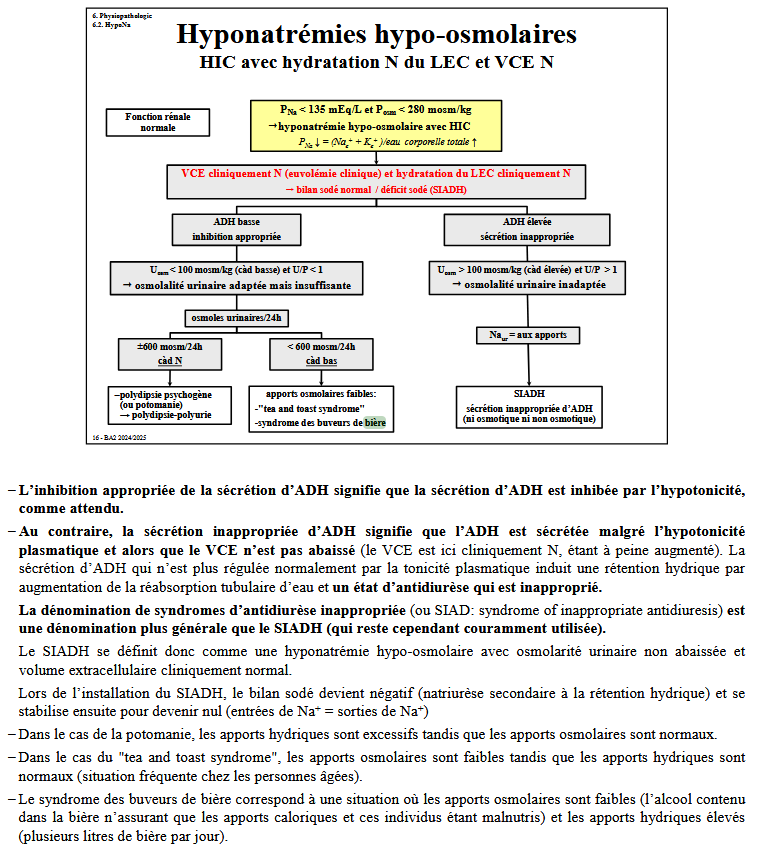 6. Physiopathologie
6.2. HypoNa
Hyponatrémies hypo-osmolaires
HIC avec hydratation N du LEC et VCE N
Fonction rénale
normale
PNa < 135 mEq/L et Posm < 280 mosm/kg
→hyponatrémie hypo-osmolaire avec HIC
PNa ↓ = (Nae+ + Ke+)/eau corporelle totale ↑
VCE cliniquement N (euvolémie clinique) et hydratation du LEC cliniquement N
→ bilan sodé normal / déficit sodé (SIADH)
ADH basse
inhibition appropriée
ADH élevée
sécrétion inappropriée
Uosm < 100 mosm/kg (càd basse) et U/P < 1
→ osmolalité urinaire adaptée mais insuffisante
Uosm > 100 mosm/kg (càd élevée) et U/P > 1
→ osmolalité urinaire inadaptée
osmoles urinaires/24h
Naur = aux apports
±600 mosm/24h
càd N
< 600 mosm/24h
càd bas
–polydipsie psychogène
(ou potomanie)
→ polydipsie-polyurie
apports osmolaires faibles:
-"tea and toast syndrome"
-syndrome des buveurs de bière
SIADH
sécrétion inappropriée d'ADH
(ni osmotique ni non osmotique)
16 - BA2 2024/2025
– L'inhibition appropriée de la sécrétion d'ADH signifie que la sécrétion d'ADH est inhibée par l'hypotonicité,
comme attendu.
– Au contraire, la sécrétion inappropriée d'ADH signifie que l'ADH est sécrétée malgré l'hypotonicité
plasmatique et alors que le VCE n'est pas abaissé (le VCE est ici cliniquement N, étant à peine augmenté). La
sécrétion d'ADH qui n'est plus régulée normalement par la tonicité plasmatique induit une rétention hydrique par
augmentation de la réabsorption tubulaire d'eau et un état d'antidiurèse qui est inapproprié.
La dénomination de syndromes d'antidiurèse inappropriée (ou SIAD: syndrome of inappropriate antidiuresis) est
une dénomination plus générale que le SIADH (qui reste cependant couramment utilisée).
Le SIADH se définit donc comme une hyponatrémie hypo-osmolaire avec osmolarité urinaire non abaissée et
volume extracellulaire cliniquement normal.
Lors de l'installation du SIADH, le bilan sodé devient négatif (natriurèse secondaire à la rétention hydrique) et se
stabilise ensuite pour devenir nul (entrées de Na+ = sorties de Na+)
– Dans le cas de la potomanie, les apports hydriques sont excessifs tandis que les apports osmolaires sont normaux.
– Dans le cas du "tea and toast syndrome", les apports osmolaires sont faibles tandis que les apports hydriques sont
normaux (situation fréquente chez les personnes âgées).
– Le syndrome des buveurs de bière correspond à une situation où les apports osmolaires sont faibles (l'alcool contenu
dans la bière n'assurant que les apports caloriques et ces individus étant malnutris) et les apports hydriques élevés
(plusieurs litres de bière par jour).